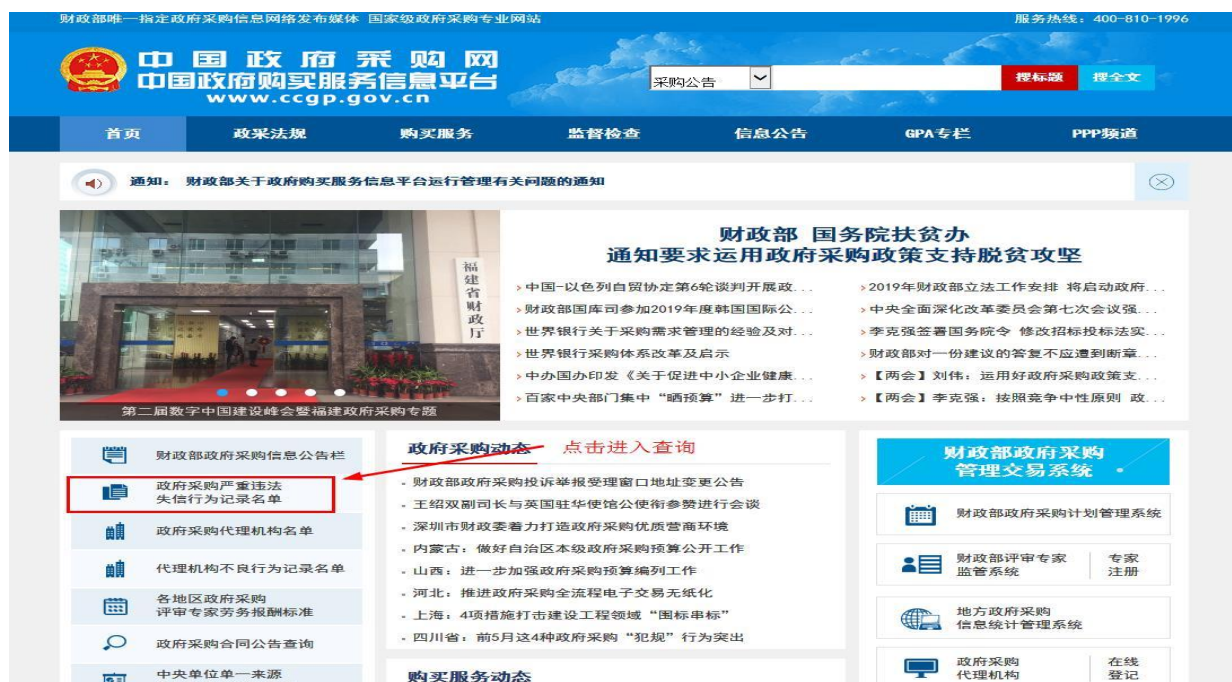 财政部唯一指定政府采购信息网络发布媒体 国家级政府采购专业网站
服务热线：400-810-1996
中国政府采购网
中国政府购买服务信息平台
www.ccgp.gov.cn
采购公告
搜标题
搜全文
首页
政采法规
购买服务
监督检查
信息公告
GPA专栏
PPP频道
通知： 财政部关于政府购买服务信息平台运行管理有关问题的通知
福建省财政厅
第二届数字中国建设峰会暨福建政府采购专题
财政部 国务院扶贫办
通知要求运用政府采购政策支持脱贫攻坚
中国-以色列自贸协定第6轮谈判开展政...
财政部国库司参加2019年度韩国国际公...
世界银行关于采购需求管理的经验及对...
世界银行采购体系改革及启示
中办国办印发《关于促进中小企业健康...
百家中央部门集中“晒预算”进一步打...
2019年财政部立法工作安排 将启动政府...
中央全面深化改革委员会第七次会议强...
李克强签署国务院令 修改招标投标法实...
财政部对一份建议的答复不应遭到断章...
【两会】刘伟：运用好政府采购政策支...
【两会】李克强：按照竞争中性原则 政...
财政部政府采购信息公告栏
政府采购严重违法
失信行为记录名单
政府采购代理机构名单
代理机构不良行为记录名单
各地区政府采购
评审专家劳务报酬标准
政府采购合同公告查询
中央单位单一来源
政府采购动态
点击进入查询
财政部政府采购投诉举报受理窗口地址变更公告
王绍双副司长与英国驻华使馆公使衔参赞进行会谈
深圳市财政委着力打造政府采购优质营商环境
内蒙古：做好自治区本级政府采购预算公开工作
山西：进一步加强政府采购预算编列工作
河北：推进政府采购全流程电子交易无纸化
上海：4项措施打击建设工程领域“围标串标”
四川省：前5月这4种政府采购“犯规”行为突出
购买服务动态
财政部政府采购
管理交易系统
财政部政府采购计划管理系统
财政部评审专家
监管系统
专家
注册
地方政府采购
信息统计管理系统
政府采购
代理机构
在线
登记